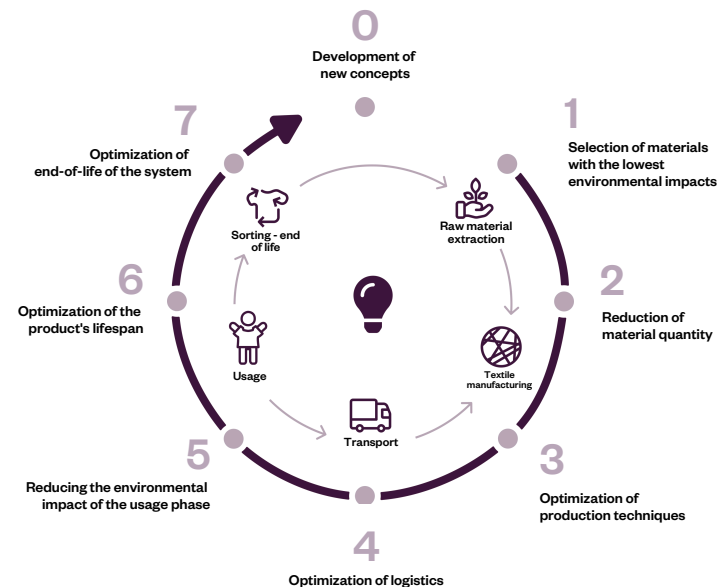 0
Development of
new concepts
1
Selection of materials
with the lowest
environmental impacts
2
Reduction of
material quantity
3
Optimization of
production techniques
4
Optimization of logistics
5
Reducing the environmental
impact of the usage phase
6
Optimization of the
product's lifespan
7
Optimization of
end-of-life of the system
Raw material
extraction
Textile
manufacturing
Transport
Usage
Sorting - end
of life